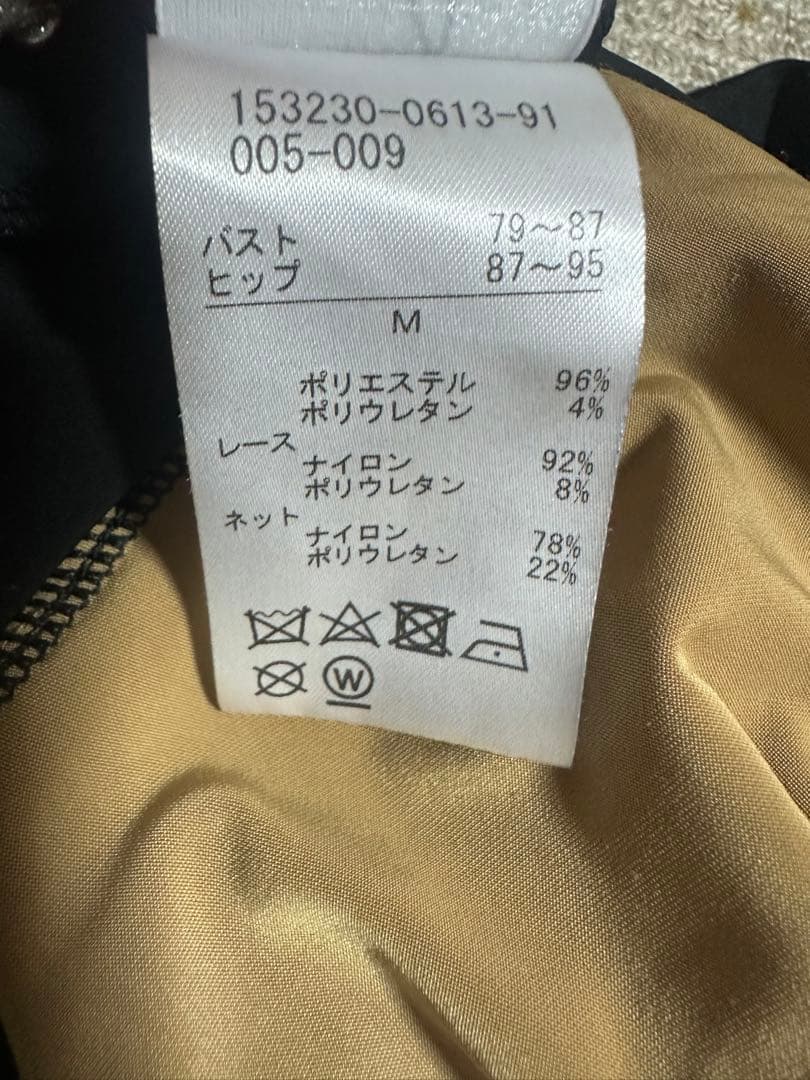 153230-0613-91
005-009
バスト 79～87
ヒップ 87～95
M
ポリエステル 96%
ポリウレタン 4%
レース
ナイロン 92%
ポリウレタン 8%
ネット
ナイロン 78%
ポリウレタン 22%
W